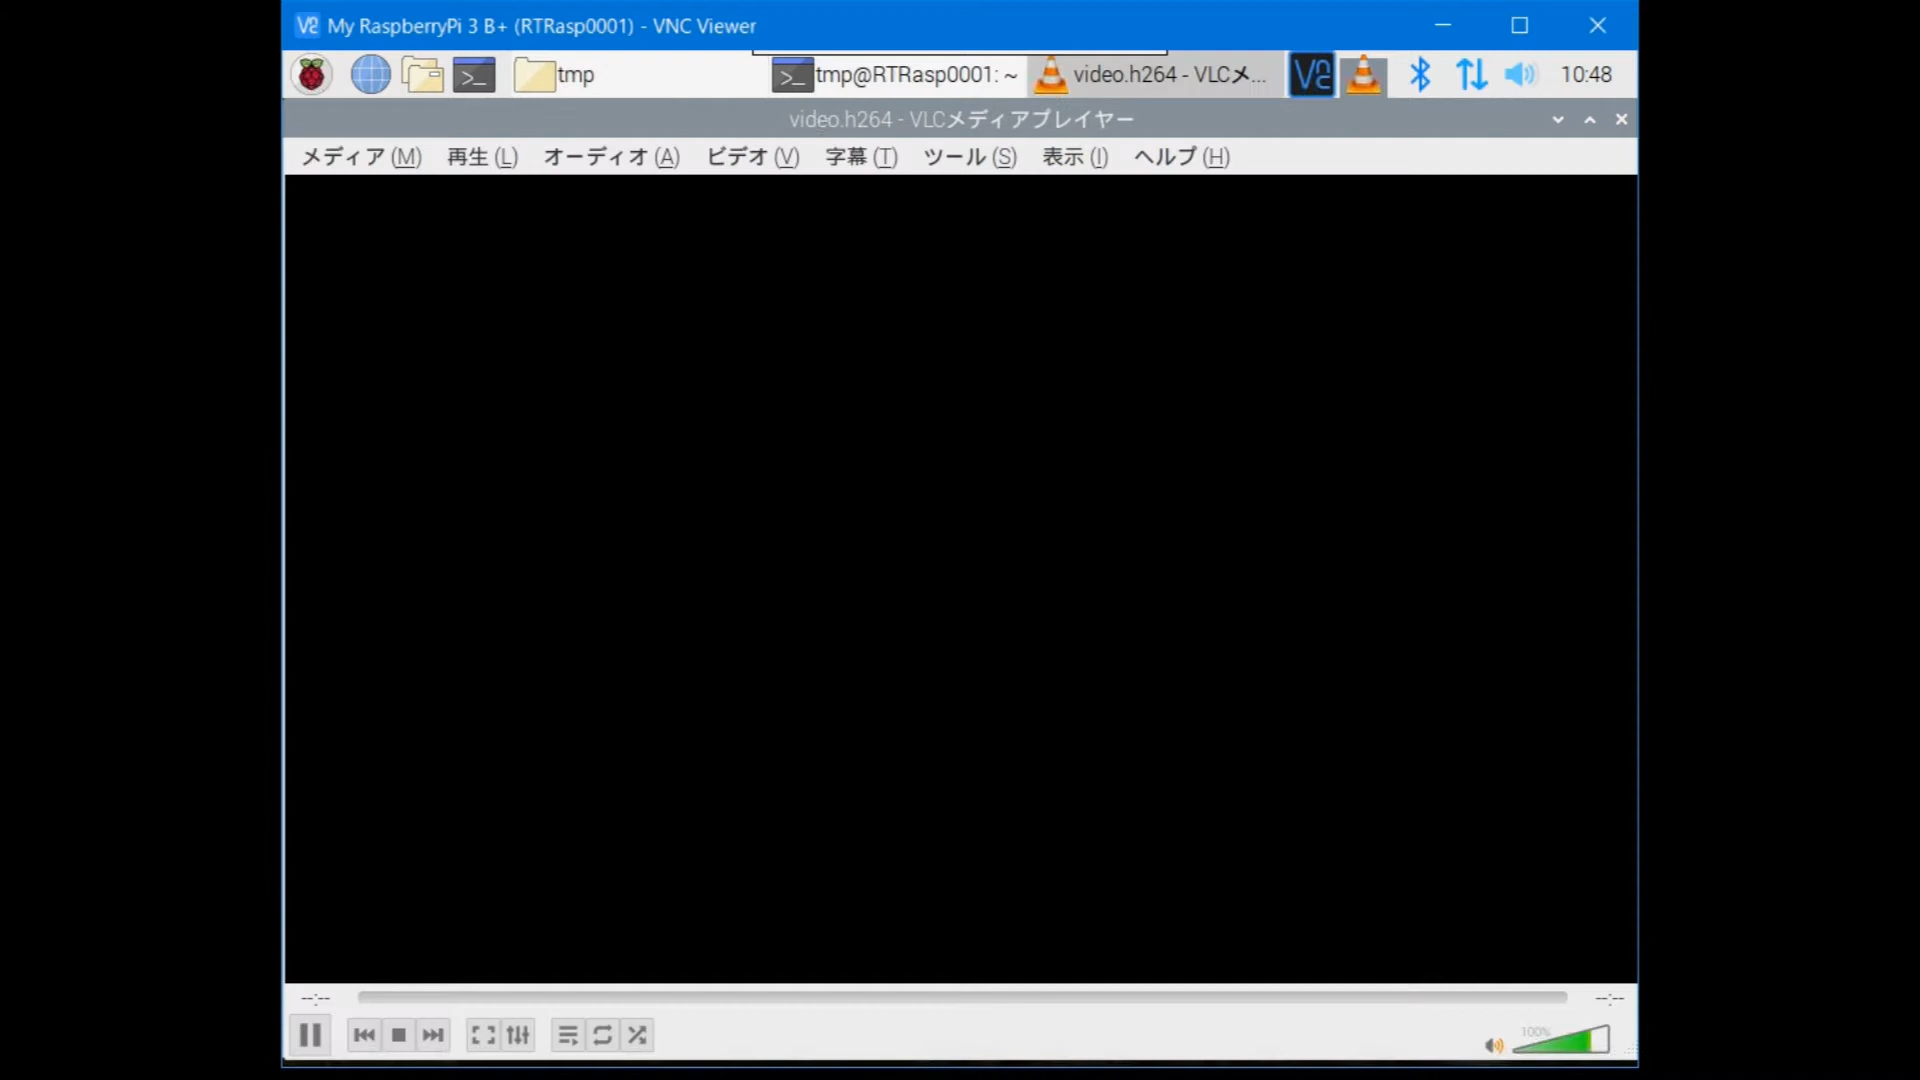 My RaspberryPi 3 B+ (RTRasp0001) - VNC Viewer
tmp
tmp@RTRasp0001: ~
video.h264 - VLCメ...
10:48
video.h264 - VLCメディアプレイヤー
メディア (M) 再生 (L) オーディオ (A) ビデオ (V) 字幕 (T) ツール (S) 表示 (I) ヘルプ (H)
--:-- --:--
100%